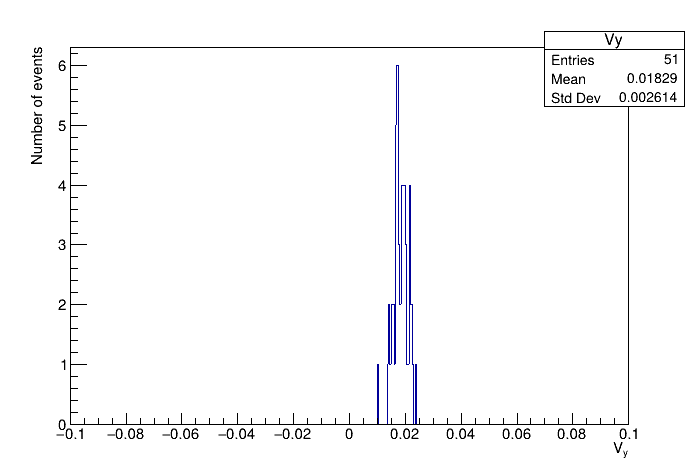 Vy
Entries 51
Mean 0.01829
Std Dev 0.002614
Number of events
6
5
4
3
2
1
0
−0.1 −0.08 −0.06 −0.04 −0.02 0 0.02 0.04 0.06 0.08 0.1
Vy